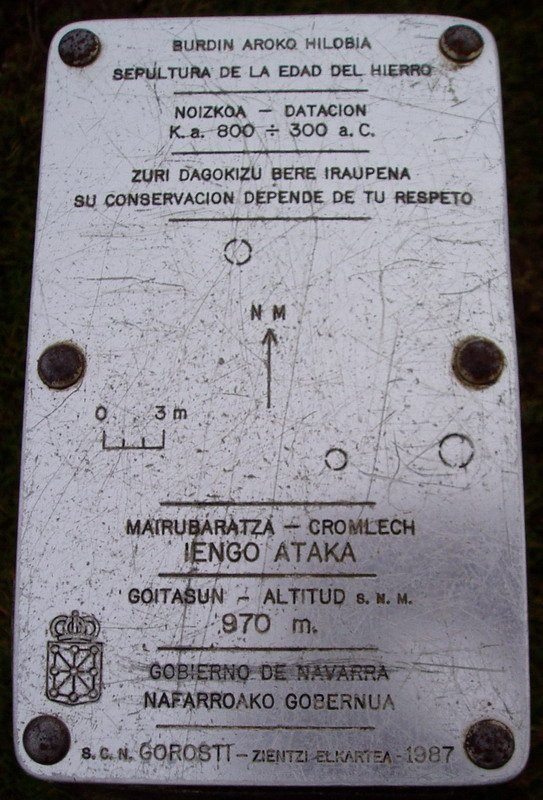 BURDIN AROKO HILOBIA
SEPULTURA DE LA EDAD DEL HIERRO
NOIZKOA - DATACION
K.a. 800 ÷ 300 a.C.
ZURI DAGOKIZU BERE IRAUPENA
SU CONSERVACION DEPENDE DE TU RESPETO
N M
0 3 m
MAIRUBARATZA - CROMLECH
IENGO ATAKA
GOITASUN - ALTITUD S.N.M.
970 m.
GOBIERNO DE NAVARRA
NAFARROAKO GOBERNUA
S.C.N. GOROSTI - ZIENTZI ELKARTEA - 1987